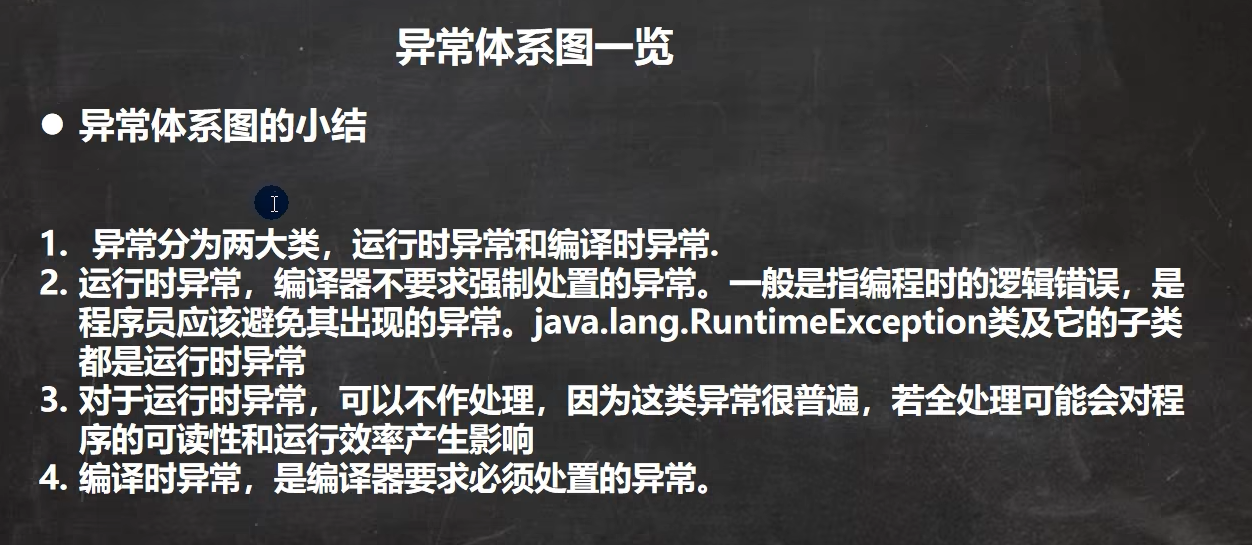 异常体系图一览
● 异常体系图的小结
1. 异常分为两大类，运行时异常和编译时异常.
2. 运行时异常，编译器不要求强制处置的异常。一般是指编程时的逻辑错误，是
程序员应该避免其出现的异常。java.lang.RuntimeException类及它的子类
都是运行时异常
3. 对于运行时异常，可以不作处理，因为这类异常很普遍，若全处理可能会对程
序的可读性和运行效率产生影响
4. 编译时异常，是编译器要求必须处置的异常。